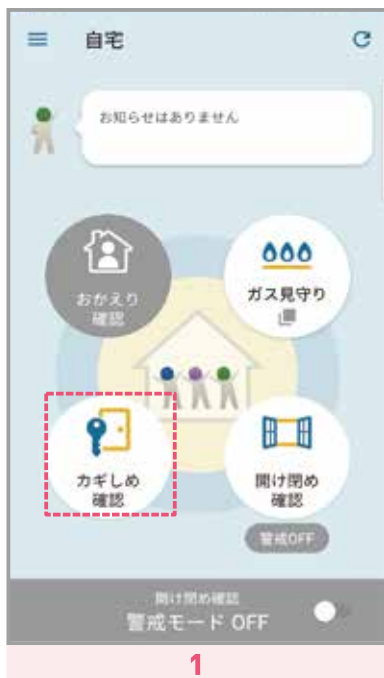 自宅
お知らせはありません
おかえり
確認
ガス見守り
カギしめ
確認
開け閉め
確認
警戒OFF
開け閉め確認
警戒モード OFF
1